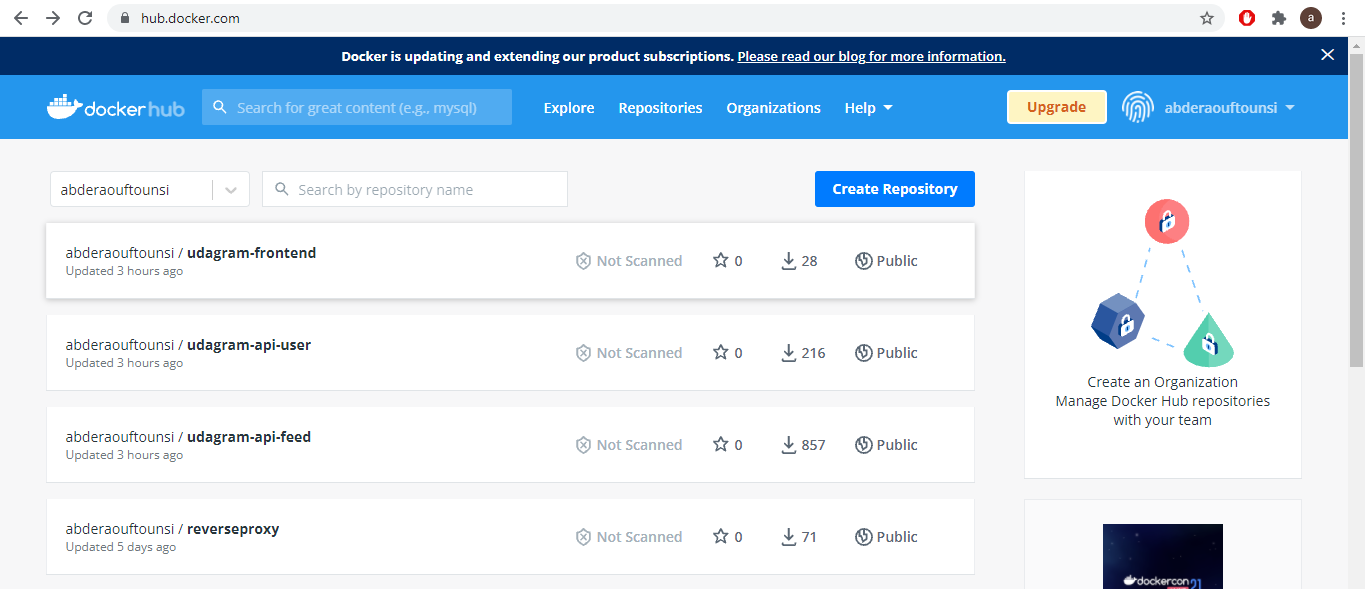 hub.docker.com
a
Docker is updating and extending our product subscriptions. Please read our blog for more information.
docker hub
Search for great content (e.g., mysql)
Explore
Repositories
Organizations
Help
Upgrade
abderaouftounsi
abderaouftounsi
Search by repository name
Create Repository
abderaouftounsi / udagram-frontend
Updated 3 hours ago
Not Scanned
0
28
Public
abderaouftounsi / udagram-api-user
Updated 3 hours ago
Not Scanned
0
216
Public
abderaouftounsi / udagram-api-feed
Updated 3 hours ago
Not Scanned
0
857
Public
abderaouftounsi / reverseproxy
Updated 5 days ago
Not Scanned
0
71
Public
Create an Organization
Manage Docker Hub repositories
with your team
dockercon 21